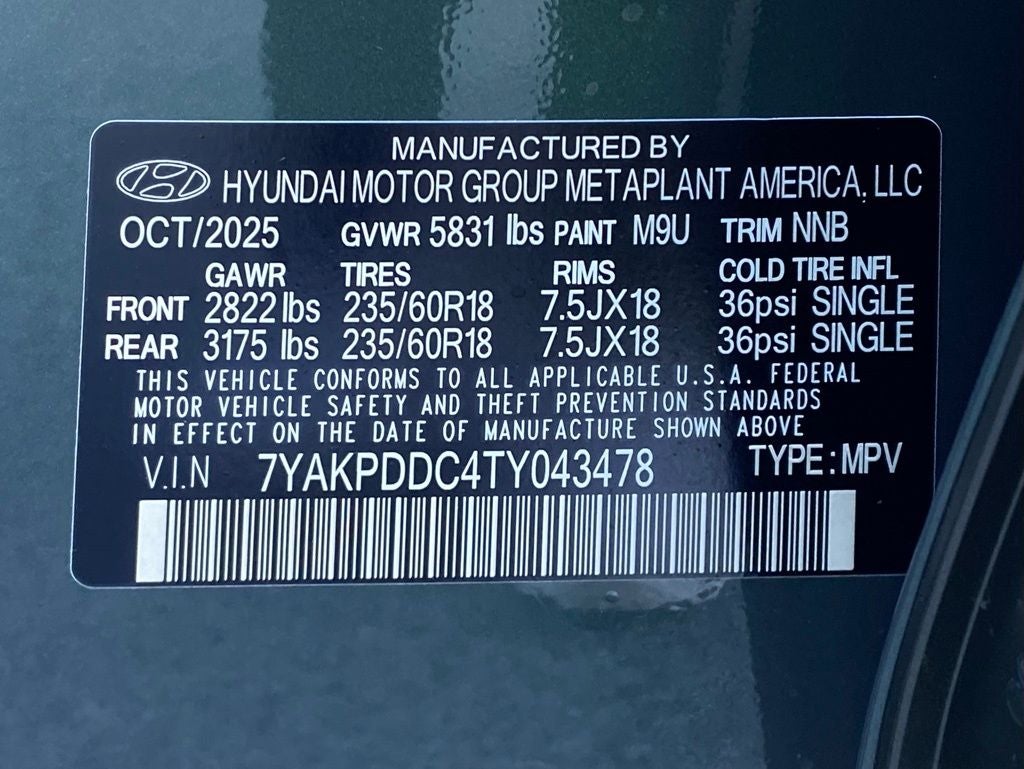 MANUFACTURED BY
HYUNDAI MOTOR GROUP METAPLANT AMERICA, LLC
OCT/2025 GVWR 5831 lbs PAINT M9U TRIM NNB
GAWR TIRES RIMS COLD TIRE INFL
FRONT 2822 lbs 235/60R18 7.5JX18 36psi SINGLE
REAR 3175 lbs 235/60R18 7.5JX18 36psi SINGLE
THIS VEHICLE CONFORMS TO ALL APPLICABLE U.S.A. FEDERAL
MOTOR VEHICLE SAFETY AND THEFT PREVENTION STANDARDS
IN EFFECT ON THE DATE OF MANUFACTURE SHOWN ABOVE
V.I.N 7YAKPDDC4TY043478 TYPE : MPV